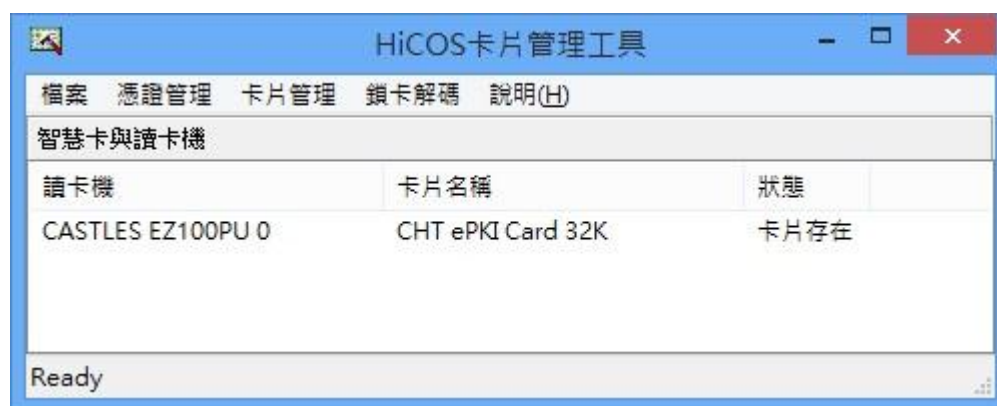 HiCOS卡片管理工具
檔案 憑證管理 卡片管理 鎖卡解碼 說明(H)
智慧卡與讀卡機
讀卡機 卡片名稱 狀態
CASTLES EZ100PU 0 CHT ePKI Card 32K 卡片存在
Ready